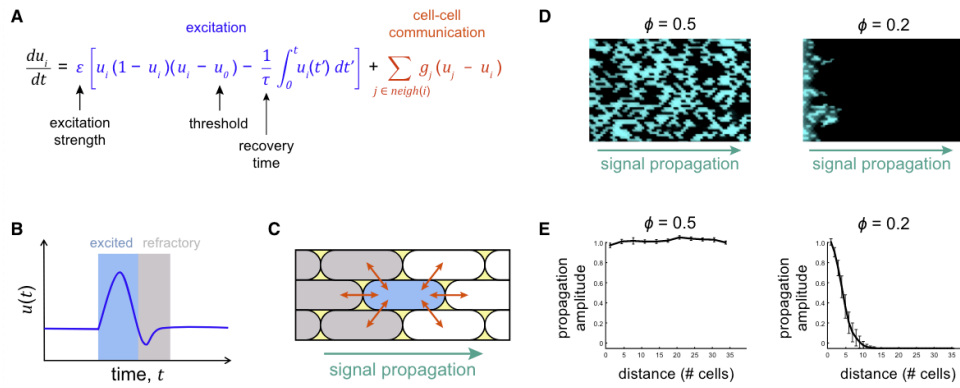 A
excitation
cell-cell
communication
du_i/dt = ε [ u_i (1 − u_i)(u_i − u_0) − 1/τ ∫_0^t u_i(t′) dt′ ] + ∑_{j ∈ neigh(i)} g_j (u_j − u_i)
excitation
strength
threshold
recovery
time
B
excited
refractory
u(t)
time, t
C
signal propagation
D
ϕ = 0.5
ϕ = 0.2
signal propagation
signal propagation
E
ϕ = 0.5
propagation
amplitude
1.0
0.8
0.6
0.4
0.2
0
0 5 10 15 20 25 30 35
distance (# cells)
ϕ = 0.2
propagation
amplitude
1.0
0.8
0.6
0.4
0.2
0
0 5 10 15 20 25 30 35
distance (# cells)